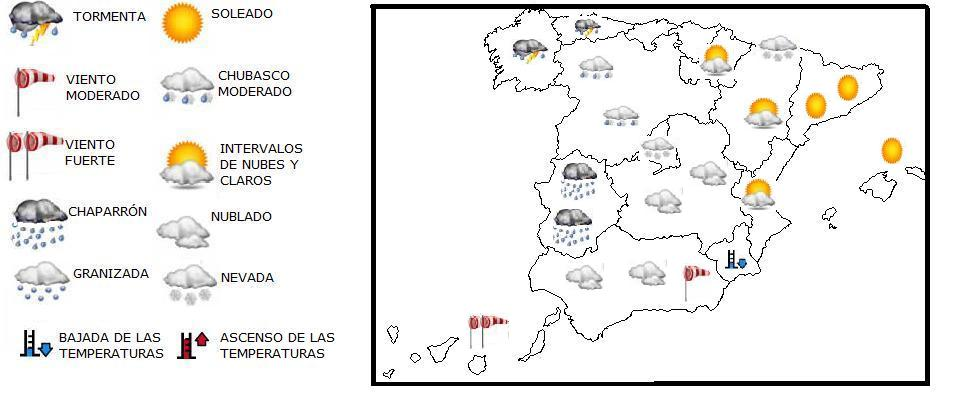 TORMENTA
SOLEADO
VIENTO
MODERADO
CHUBASCO
MODERADO
VIENTO
FUERTE
INTERVALOS
DE NUBES Y
CLAROS
CHAPARRÓN
NUBLADO
GRANIZADA
NEVADA
BAJADA DE LAS
TEMPERATURAS
ASCENSO DE LAS
TEMPERATURAS